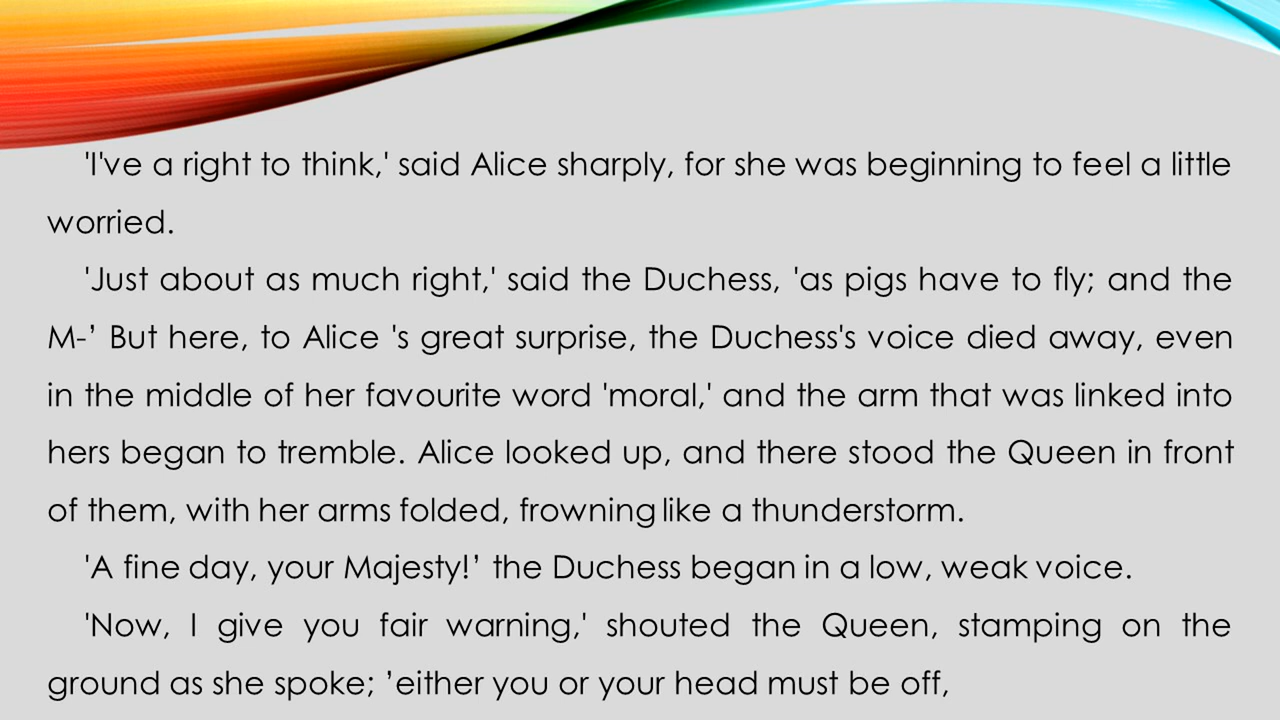 'I've a right to think,' said Alice sharply, for she was beginning to feel a little
worried.
'Just about as much right,' said the Duchess, 'as pigs have to fly; and the
M-’ But here, to Alice 's great surprise, the Duchess's voice died away, even
in the middle of her favourite word 'moral,' and the arm that was linked into
hers began to tremble. Alice looked up, and there stood the Queen in front
of them, with her arms folded, frowning like a thunderstorm.
'A fine day, your Majesty!’ the Duchess began in a low, weak voice.
'Now, I give you fair warning,' shouted the Queen, stamping on the
ground as she spoke; ’either you or your head must be off,